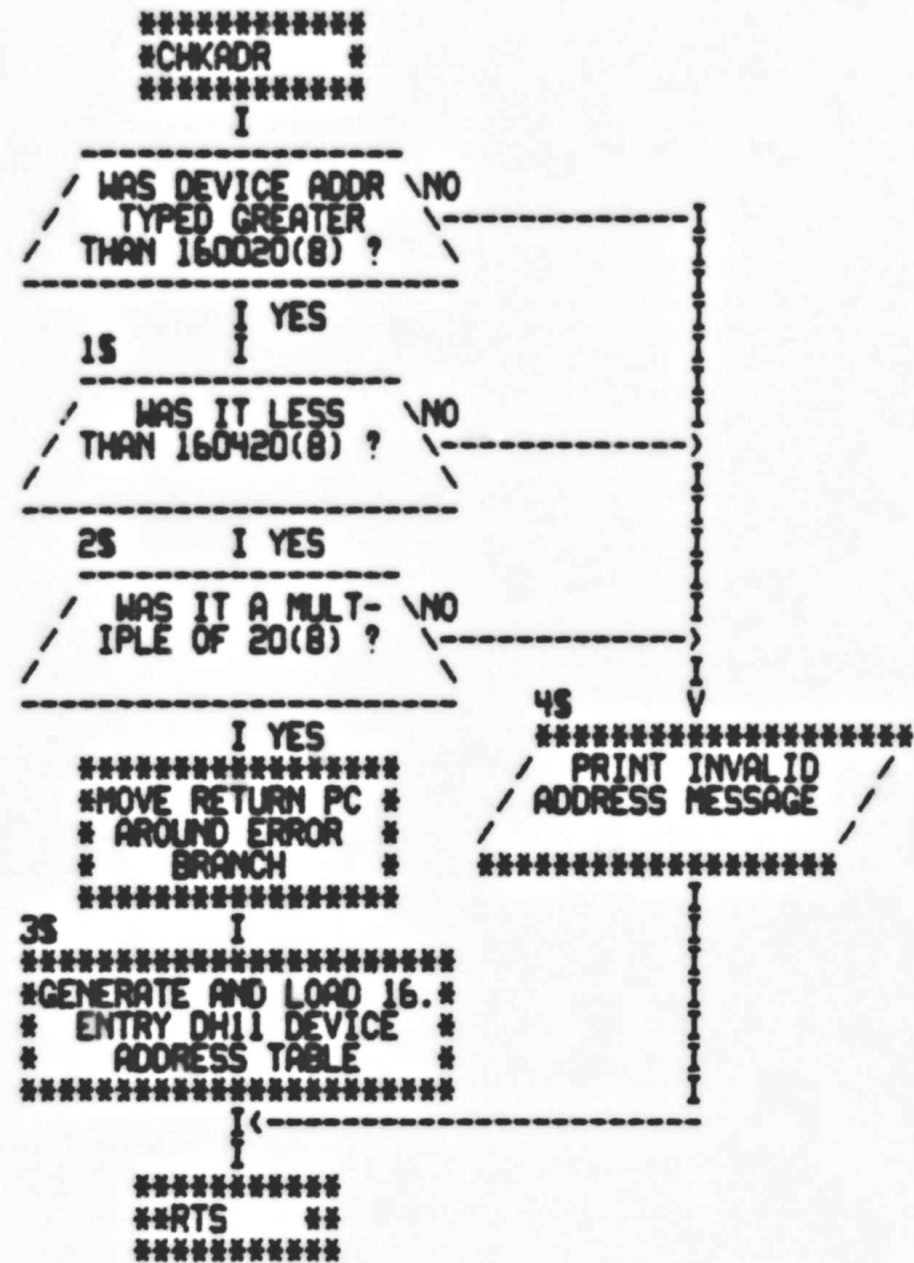 CHKADR
WAS DEVICE ADDR
TYPED GREATER
THAN 160020(8) ?
NO
YES
1$
WAS IT LESS
THAN 160420(8) ?
NO
2$
YES
WAS IT A MULT-
IPLE OF 20(8) ?
NO
YES
MOVE RETURN PC
AROUND ERROR
BRANCH
4$
PRINT INVALID
ADDRESS MESSAGE
3$
GENERATE AND LOAD 16.
ENTRY DH11 DEVICE
ADDRESS TABLE
RTS